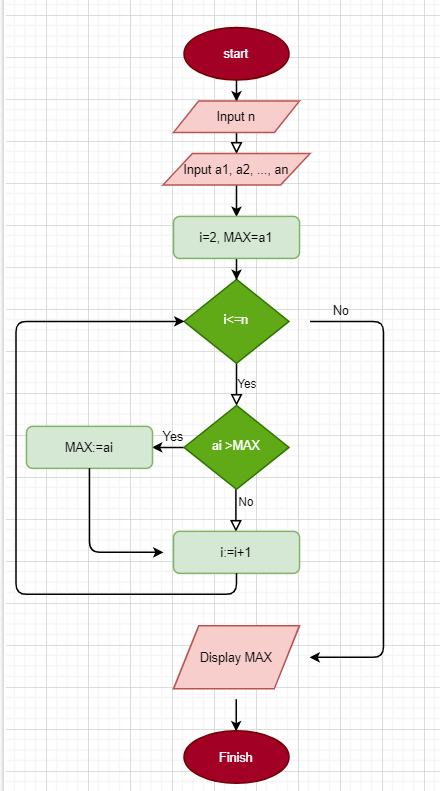 start
Input n
Input a1, a2, ..., an
i=2, MAX=a1
i<=n
No
Yes
ai >MAX
Yes
MAX:=ai
No
i:=i+1
Display MAX
Finish